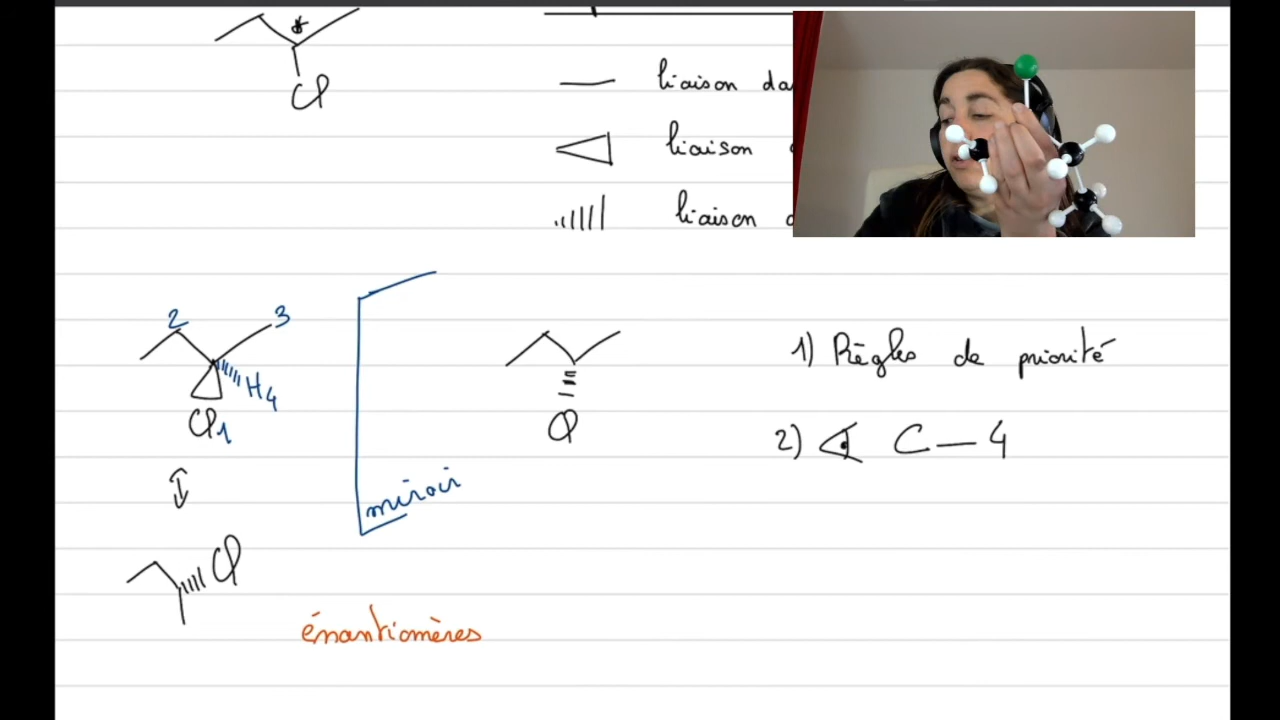 *
Cl
liaison da
liaison
liaison
2 3
H4
Cl1
Cl
1) Règles de priorité
2) C — 4
miroir
Cl
énantiomères